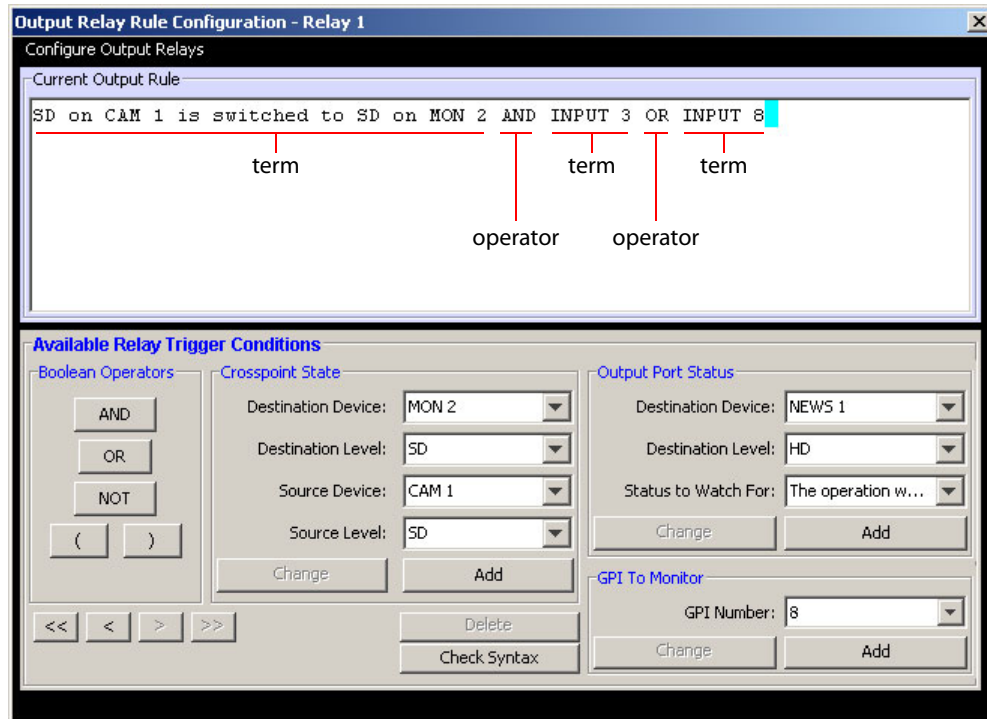 Output Relay Rule Configuration - Relay 1
Configure Output Relays
Current Output Rule
SD on CAM 1 is switched to SD on MON 2 AND INPUT 3 OR INPUT 8
term term term
operator operator
Available Relay Trigger Conditions
Boolean Operators
AND
OR
NOT
( )
Crosspoint State
Destination Device: MON 2
Destination Level: SD
Source Device: CAM 1
Source Level: SD
Change Add
Output Port Status
Destination Device: NEWS 1
Destination Level: HD
Status to Watch For: The operation w...
Change Add
GPI To Monitor
GPI Number: 8
Change Add
<< < > >>
Delete
Check Syntax